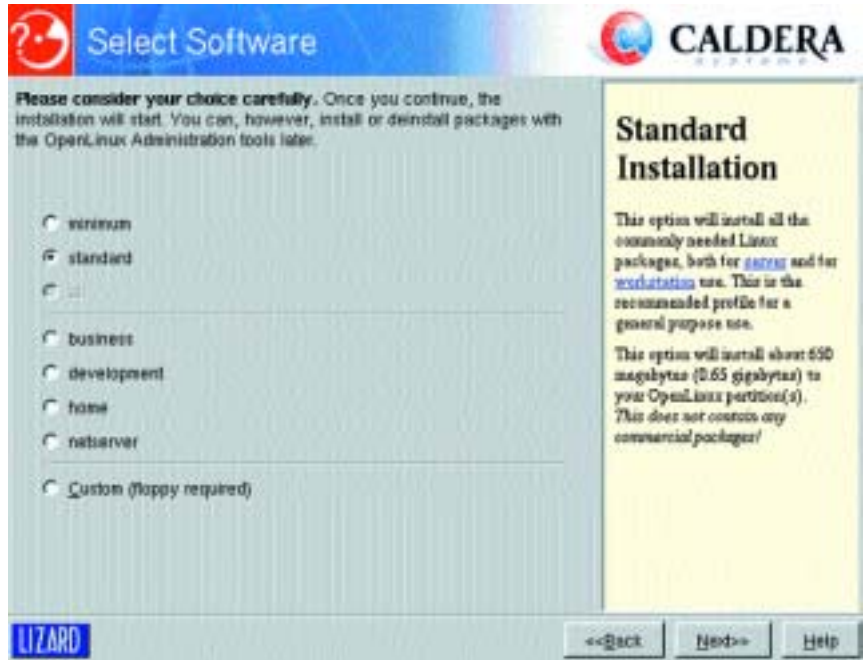 Select Software
CALDERA
systems
Please consider your choice carefully. Once you continue, the
installation will start. You can, however, install or deinstall packages with
the OpenLinux Administration tools later.
minimum
standard
business
development
home
netserver
Custom (floppy required)
Standard
Installation
This option will install all the
commonly needed Linux
packages, both for server and for
workstation use. This is the
recommended profile for a
general purpose use.
This option will install about 650
megabytes (0.65 gigabytes) to
your OpenLinux partition(s).
This does not contain any
commercial packages!
LIZARD
<<Back
Next>>
Help